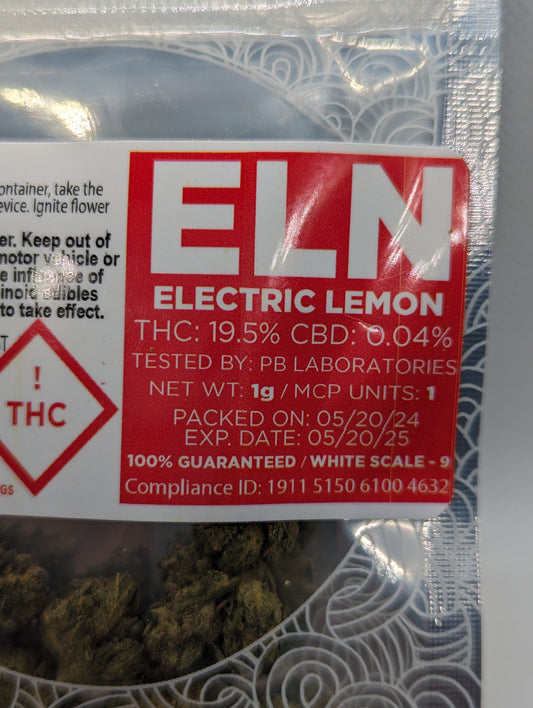 ontainer, take the
evice. Ignite flower
er. Keep out of
motor vehicle or
e influence of
inoic edibles
to take effect.
ST
!
THC
GS
ELN
ELECTRIC LEMON
THC: 19.5% CBD: 0.04%
TESTED BY: PB LABORATORIES
NET WT: 1g / MCP UNITS: 1
PACKED ON: 05/20/24
EXP. DATE: 05/20/25
100% GUARANTEED / WHITE SCALE - 9
Compliance ID: 1911 5150 6100 4632